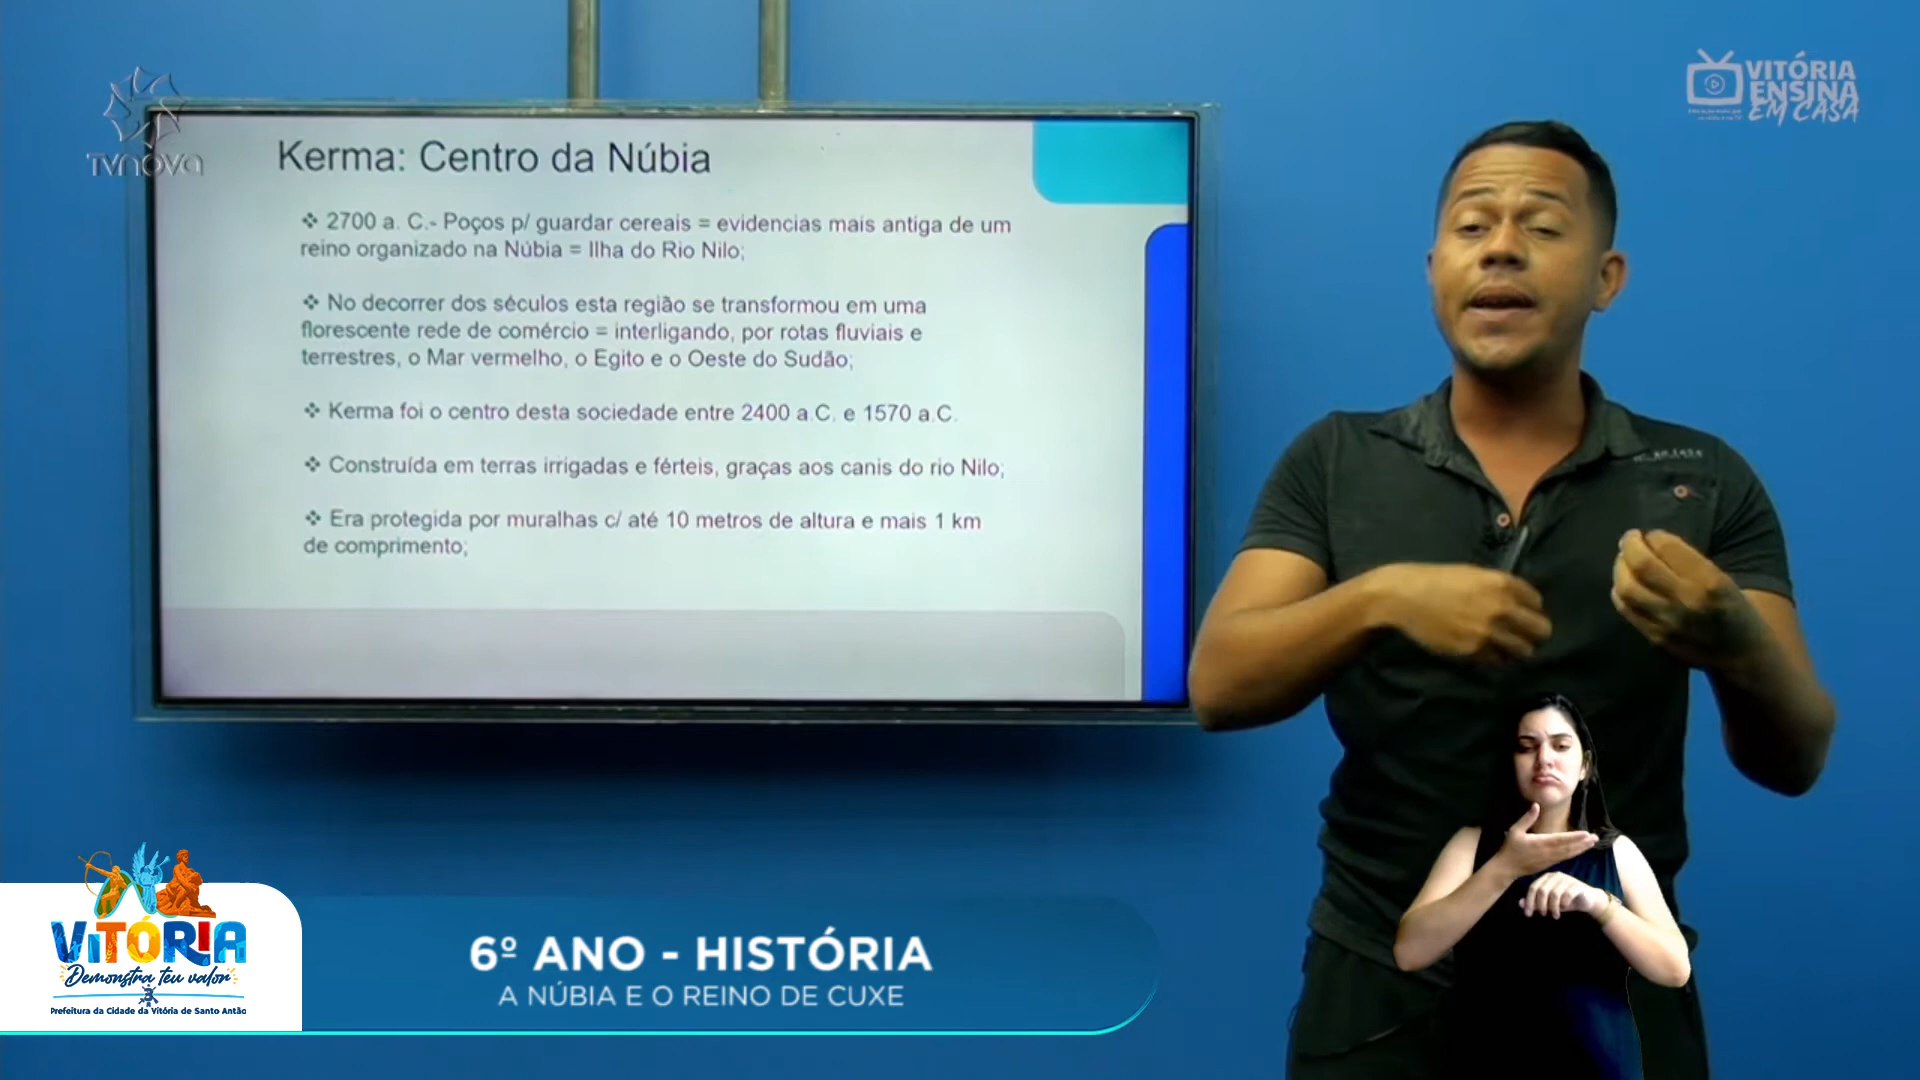 TVNOVA
VITÓRIA
ENSINA
EM CASA
Kerma: Centro da Núbia
❖ 2700 a. C.- Poços p/ guardar cereais = evidencias mais antiga de um
reino organizado na Núbia = Ilha do Rio Nilo;
❖ No decorrer dos séculos esta região se transformou em uma
florescente rede de comércio = interligando, por rotas fluviais e
terrestres, o Mar vermelho, o Egito e o Oeste do Sudão;
❖ Kerma foi o centro desta sociedade entre 2400 a.C. e 1570 a.C.
❖ Construída em terras irrigadas e férteis, graças aos canis do rio Nilo;
❖ Era protegida por muralhas c/ até 10 metros de altura e mais 1 km
de comprimento;
VITÓRIA
Demonstra teu valor
Prefeitura da Cidade da Vitória de Santo Antão
6º ANO - HISTÓRIA
A NÚBIA E O REINO DE CUXE